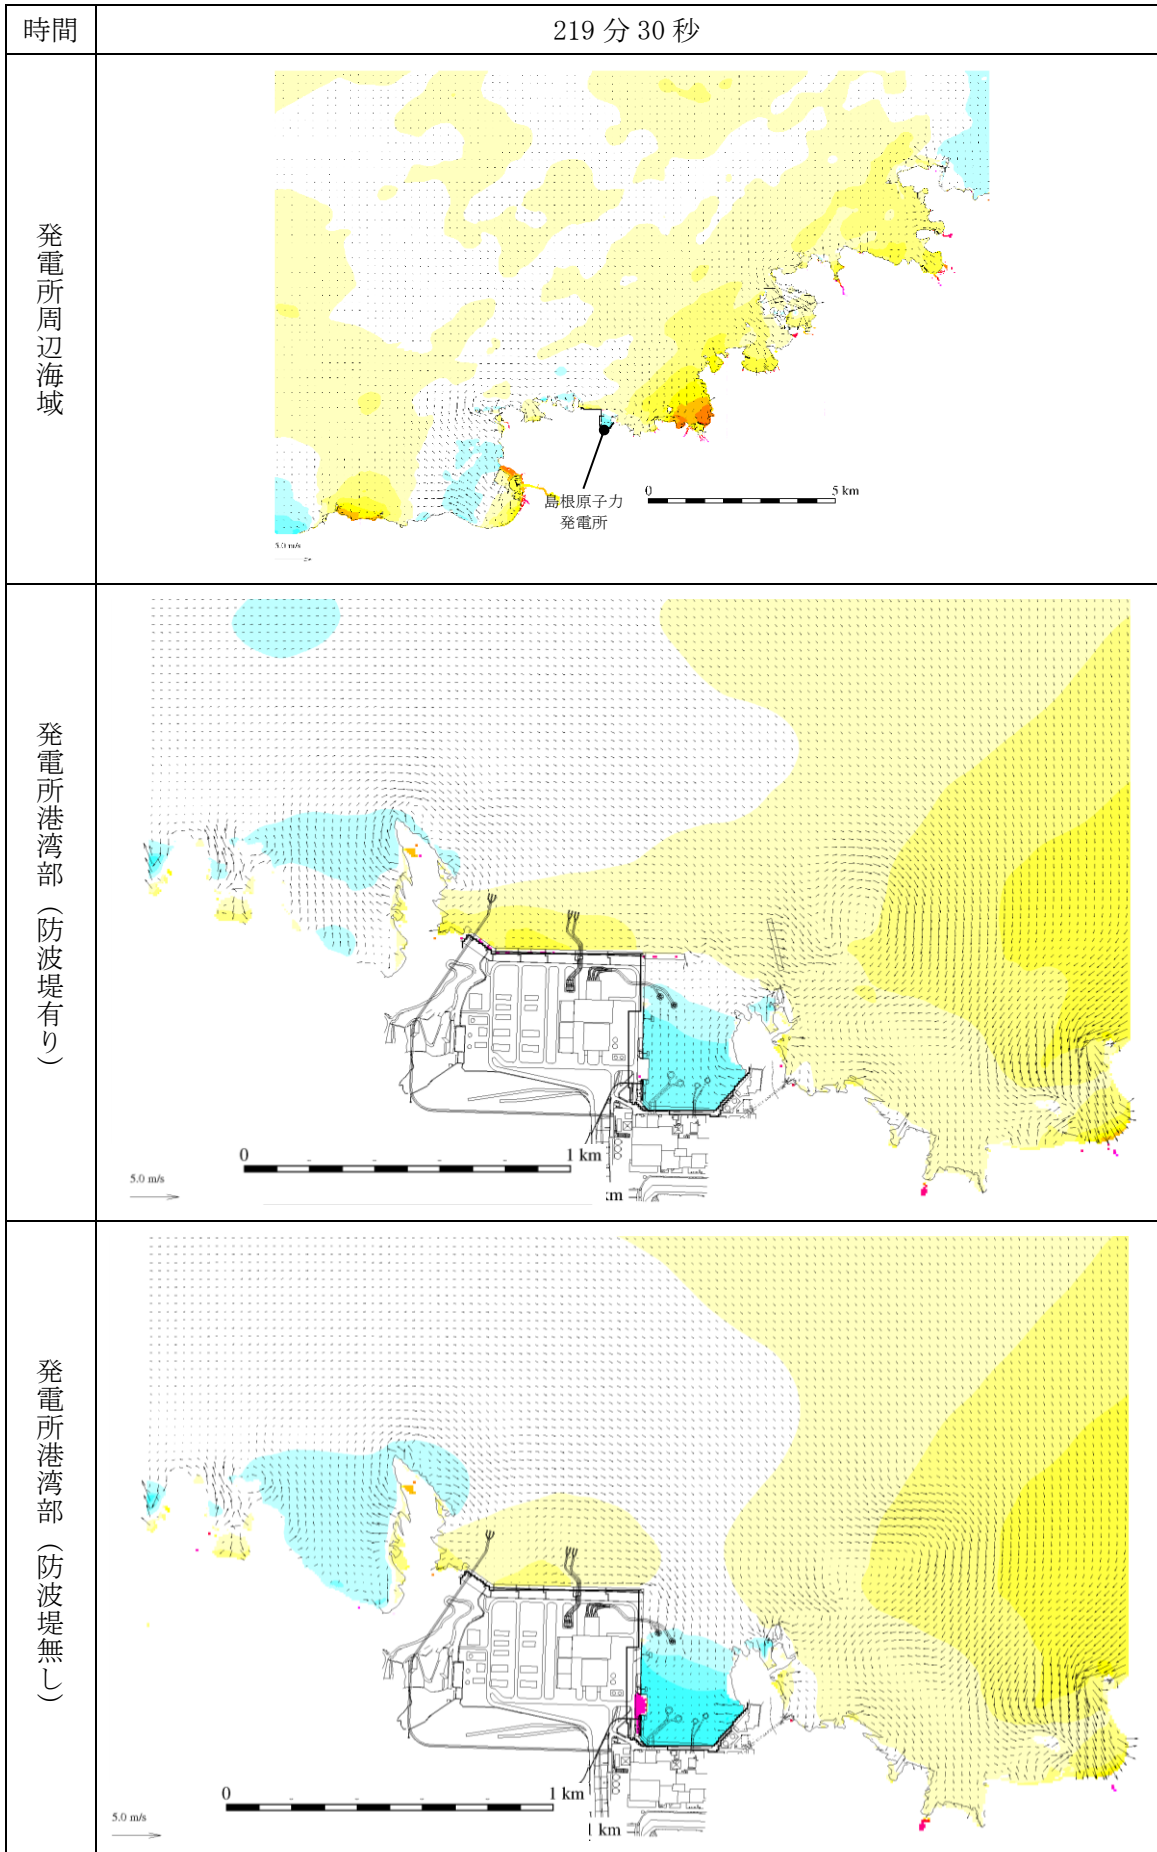 時間
219 分 30 秒
発電所周辺海域
島根原子力
発電所
0
5 km
5.0 m/s
発電所港湾部（防波堤有り）
0
1 km
5.0 m/s
km
発電所港湾部（防波堤無し）
0
1 km
5.0 m/s
1 km